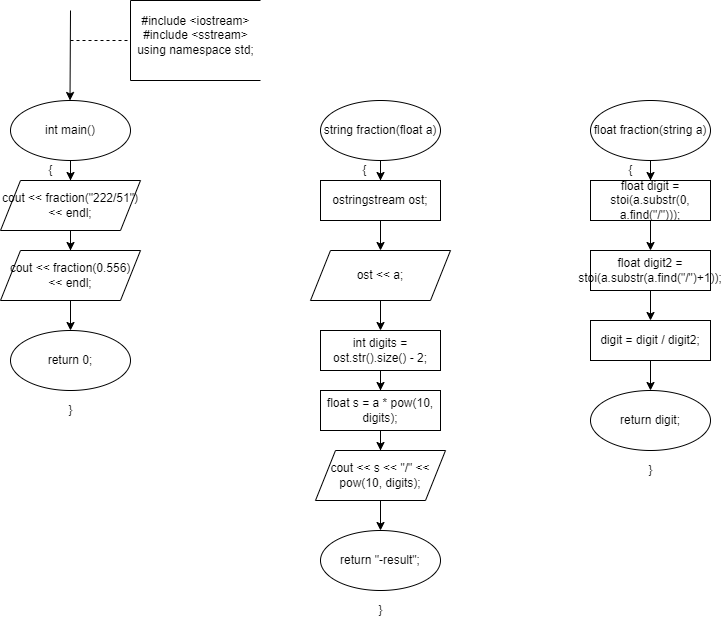 #include <iostream>
#include <sstream>
using namespace std;
int main()
{
cout << fraction("222/51")
<< endl;
cout << fraction(0.556)
<< endl;
return 0;
}
string fraction(float a)
{
ostringstream ost;
ost << a;
int digits =
ost.str().size() - 2;
float s = a * pow(10,
digits);
cout << s << "/" <<
pow(10, digits);
return "-result";
}
float fraction(string a)
{
float digit =
stoi(a.substr(0,
a.find("/")));
float digit2 =
stoi(a.substr(a.find("/")+1));
digit = digit / digit2;
return digit;
}